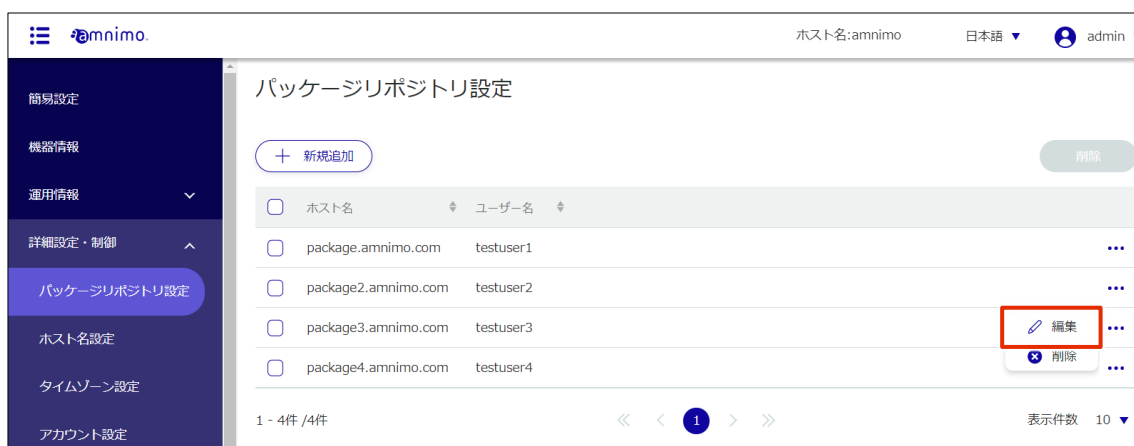 amnimo
ホスト名:amnimo
日本語
admin
簡易設定
機器情報
運用情報
詳細設定・制御
パッケージリポジトリ設定
ホスト名設定
タイムゾーン設定
アカウント設定
パッケージリポジトリ設定
新規追加
削除
ホスト名 ユーザー名
package.amnimo.com testuser1
package2.amnimo.com testuser2
package3.amnimo.com testuser3
編集
削除
package4.amnimo.com testuser4
1 - 4件 /4件
1
表示件数 10